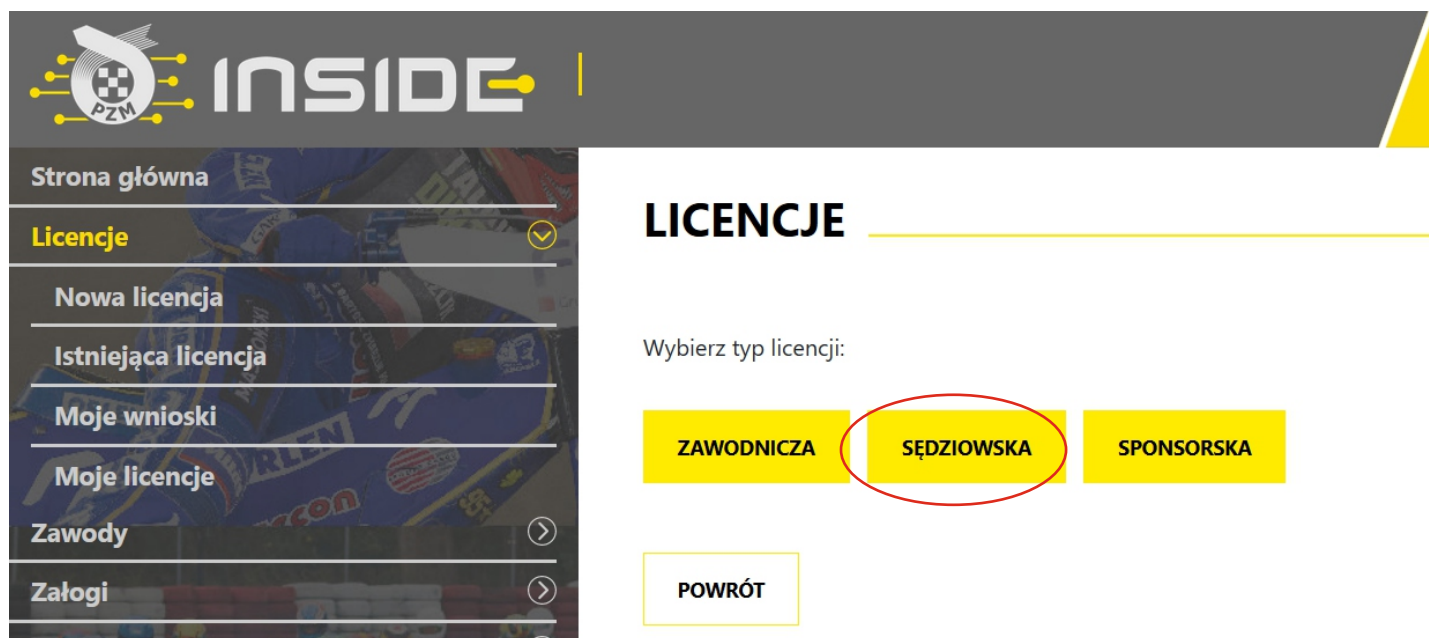 PZM
INSIDE
Strona główna
Licencje
Nowa licencja
Istniejąca licencja
Moje wnioski
Moje licencje
Zawody
Załogi
LICENCJE
Wybierz typ licencji:
ZAWODNICZA
SĘDZIOWSKA
SPONSORSKA
POWRÓT
ORLEN